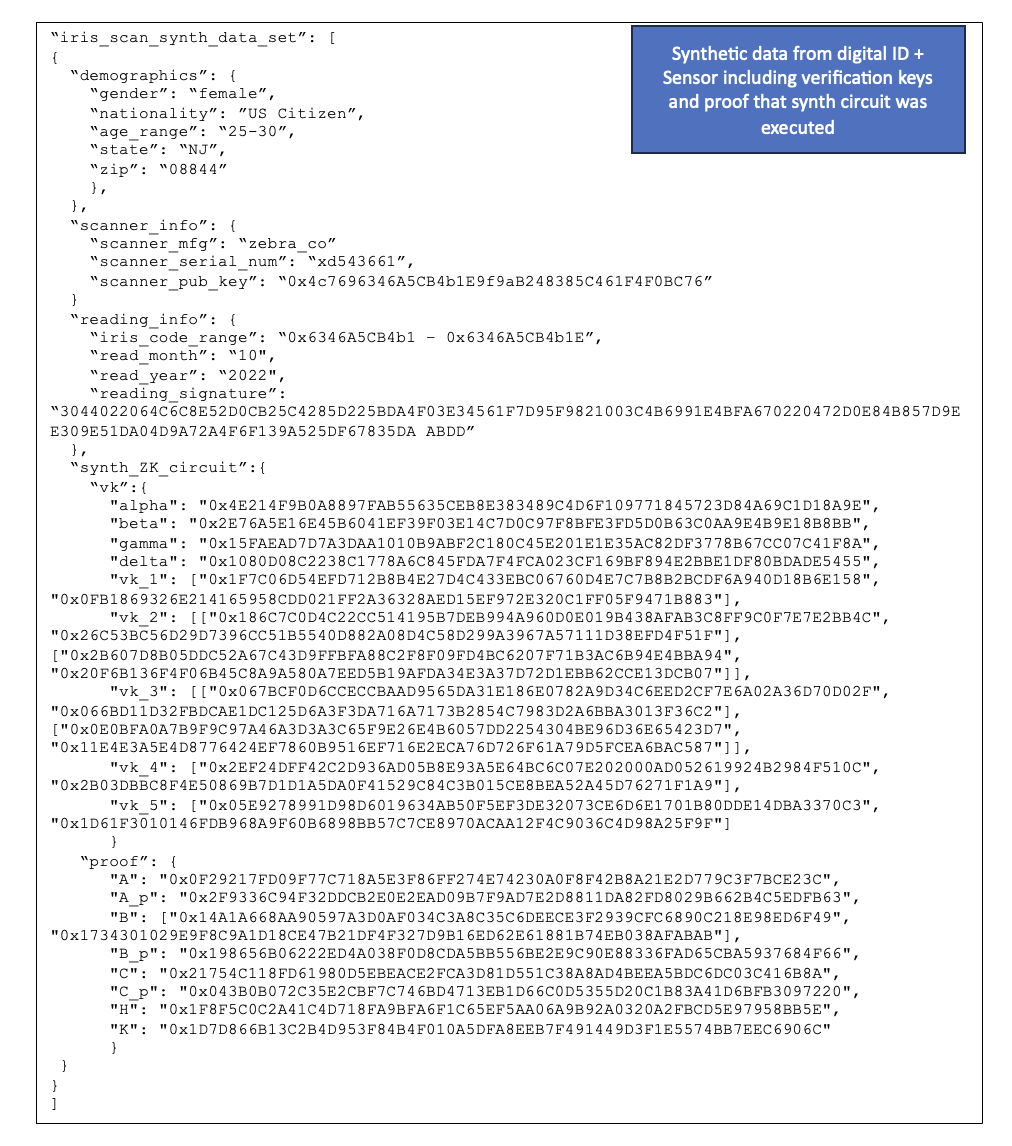 “iris_scan_synth_data_set”: [
{
“demographics”: {
“gender”: “female”,
“nationality”: ”US Citizen”,
“age_range”: “25-30”,
“state”: “NJ”,
“zip”: “08844”
},
},
“scanner_info”: {
“scanner_mfg”: “zebra_co”
“scanner_serial_num”: “xd543661”,
“scanner_pub_key”: “0x4c7696346A5CB4b1E9f9aB248385C461F4F0BC76”
}
“reading_info”: {
“iris_code_range”: “0x6346A5CB4b1 – 0x6346A5CB4b1E”,
“read_month”: “10",
“read_year”: “2022",
“reading_signature”:
“3044022064C6C8E52D0CB25C4285D225BDA4F03E34561F7D95F9821003C4B6991E4BFA670220472D0E84B857D9E
E309E51DA04D9A72A4F6F139A525DF67835DA ABDD”
},
“synth_ZK_circuit”:{
“vk”:{
"alpha": "0x4E214F9B0A8897FAB55635CEB8E383489C4D6F109771845723D84A69C1D18A9E",
"beta": "0x2E76A5E16E45B6041EF39F03E14C7D0C97F8BFE3FD5D0B63C0AA9E4B9E18B8BB",
"gamma": "0x15FAEAD7D7A3DAA1010B9ABF2C180C45E201E1E35AC82DF3778B67CC07C41F8A",
"delta": "0x1080D08C2238C1778A6C845FDA7F4FCA023CF169BF894E2BBE1DF80BDADE5455",
"vk_1": ["0x1F7C06D54EFD712B8B4E27D4C433EBC06760D4E7C7B8B2BCDF6A940D18B6E158",
"0x0FB1869326E214165958CDD021FF2A36328AED15EF972E320C1FF05F9471B883"],
"vk_2": [["0x186C7C0D4C22CC514195B7DEB994A960D0E019B438AFAB3C8FF9C0F7E7E2BB4C",
"0x26C53BC56D29D7396CC51B5540D882A08D4C58D299A3967A57111D38EFD4F51F"],
["0x2B607D8B05DDC52A67C43D9FFBFA88C2F8F09FD4BC6207F71B3AC6B94E4BBA94",
"0x20F6B136F4F06B45C8A9A580A7EED5B19AFDA34E3A37D72D1EBB62CCE13DCB07"]],
"vk_3": [["0x067BCF0D6CCECCBAAD9565DA31E186E0782A9D34C6EED2CF7E6A02A36D70D02F",
"0x066BD11D32FBDCAE1DC125D6A3F3DA716A7173B2854C7983D2A6BBA3013F36C2"],
["0x0E0BFA0A7B9F9C97A46A3D3A3C65F9E26E4B6057DD2254304BE96D36E65423D7",
"0x11E4E3A5E4D8776424EF7860B9516EF716E2ECA76D726F61A79D5FCEA6BAC587"]],
"vk_4": ["0x2EF24DFF42C2D936AD05B8E93A5E64BC6C07E202000AD052619924B2984F510C",
"0x2B03DBBC8F4E50869B7D1D1A5DA0F41529C84C3B015CE8BEA52A45D76271F1A9"],
"vk_5": ["0x05E9278991D98D6019634AB50F5EF3DE32073CE6D6E1701B80DDE14DBA3370C3",
"0x1D61F3010146FDB968A9F60B6898BB57C7CE8970ACAA12F4C9036C4D98A25F9F"]
}
“proof”: {
"A": "0x0F29217FD09F77C718A5E3F86FF274E74230A0F8F42B8A21E2D779C3F7BCE23C",
"A_p": "0x2F9336C94F32DDCB2E0E2EAD09B7F9AD7E2D8811DA82FD8029B662B4C5EDFB63",
"B": ["0x14A1A668AA90597A3D0AF034C3A8C35C6DEECE3F2939CFC6890C218E98ED6F49",
"0x1734301029E9F8C9A1D18CE47B21DF4F327D9B16ED62E61881B74EB038AFABAB"],
"B_p": "0x198656B06222ED4A038F0D8CDA5BB556BE2E9C90E88336FAD65CBA5937684F66",
"C": "0x21754C118FD61980D5EBEACE2FCA3D81D551C38A8AD4BEEA5BDC6DC03C416B8A",
"C_p": "0x043B0B072C35E2CBF7C746BD4713EB1D66C0D5355D20C1B83A41D6BFB3097220",
"H": "0x1F8F5C0C2A41C4D718FA9BFA6F1C65EF5AA06A9B92A0320A2FBCD5E97958BB5E",
"K": "0x1D7D866B13C2B4D953F84B4F010A5DFA8EEB7F491449D3F1E5574BB7EEC6906C"
}
}
}
]
Synthetic data from digital ID +
Sensor including verification keys
and proof that synth circuit was
executed